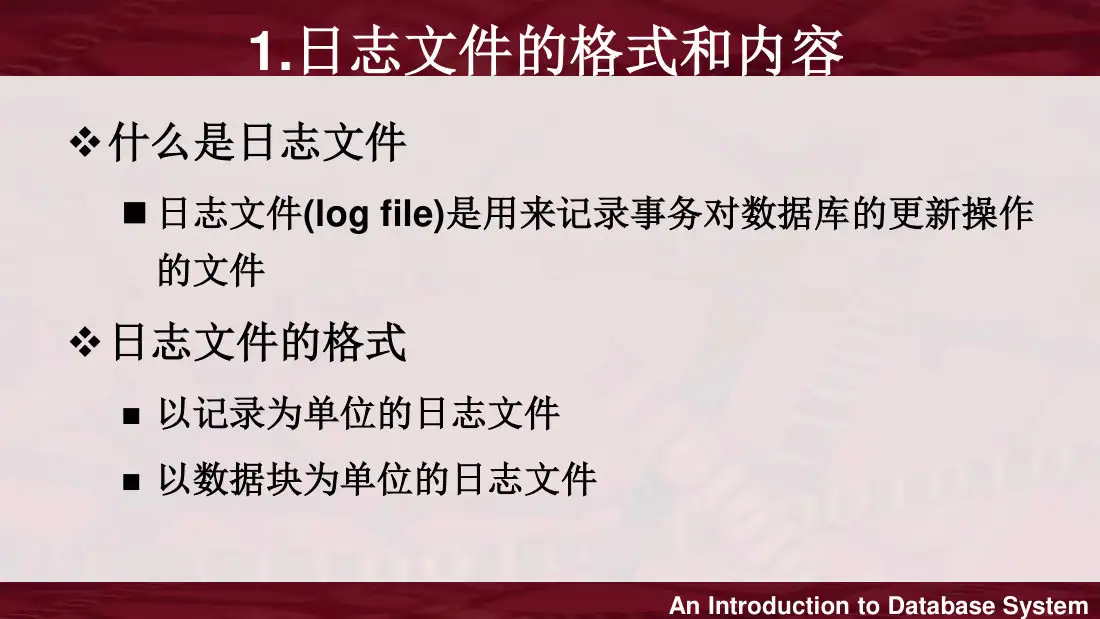 1.日志文件的格式和内容
❖什么是日志文件
■ 日志文件(log file)是用来记录事务对数据库的更新操作
的文件
❖日志文件的格式
■ 以记录为单位的日志文件
■ 以数据块为单位的日志文件
An Introduction to Database System